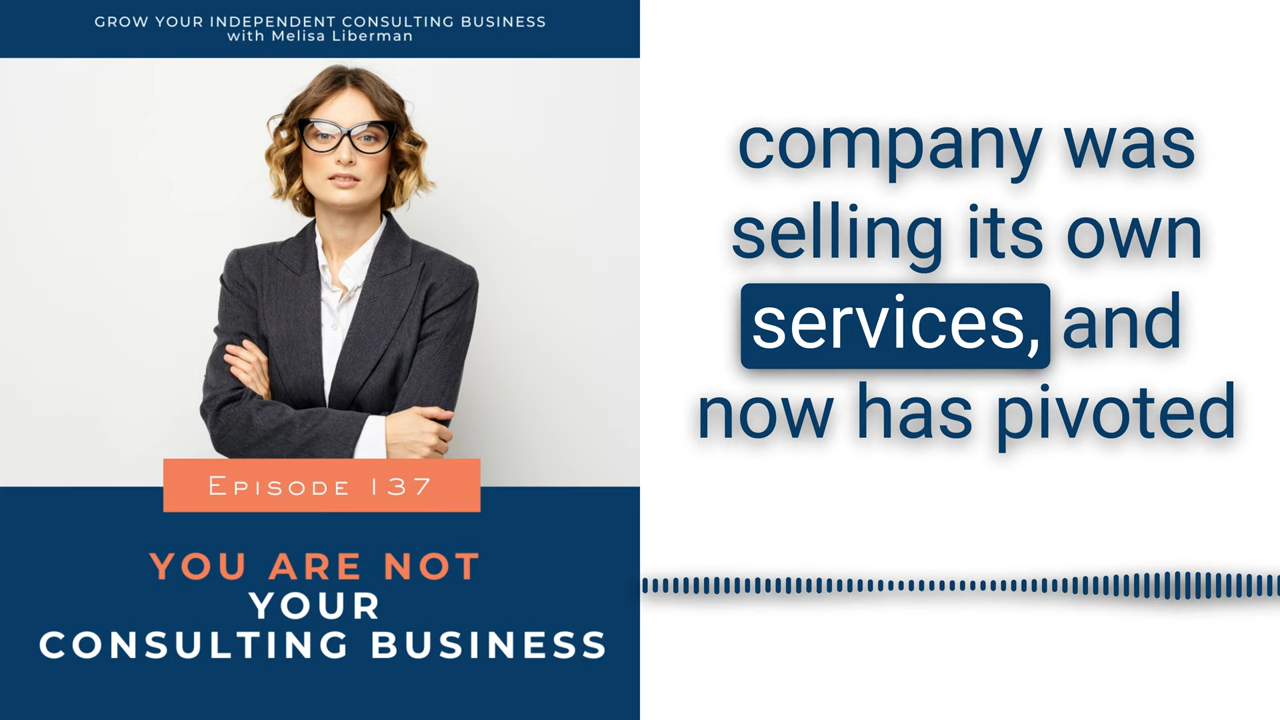 GROW YOUR INDEPENDENT CONSULTING BUSINESS
with Melisa Liberman
EPISODE 137
YOU ARE NOT
YOUR
CONSULTING BUSINESS
company was
selling its own
services, and
now has pivoted